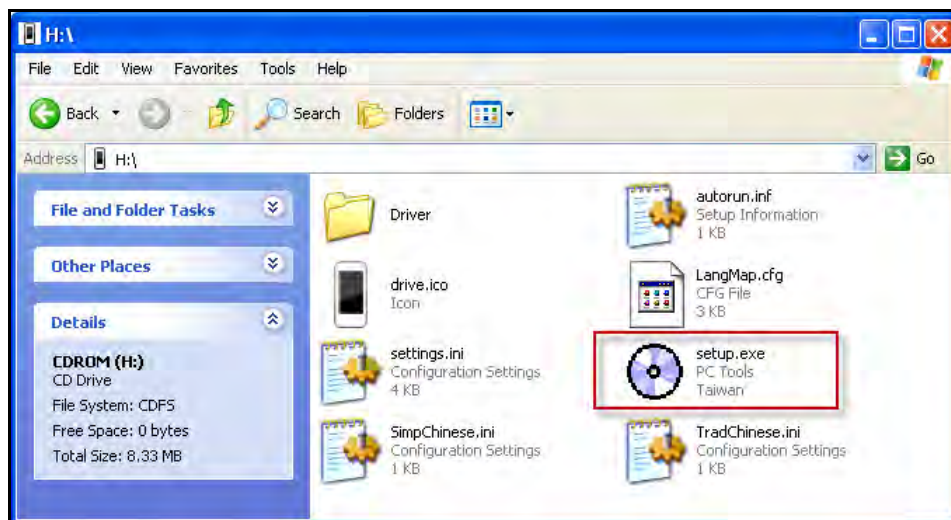 H:\
File Edit View Favorites Tools Help
Back Search Folders
Address H:\ Go
File and Folder Tasks
Other Places
Details
CDROM (H:)
CD Drive
File System: CDFS
Free Space: 0 bytes
Total Size: 8.33 MB
Driver
autorun.inf
Setup Information
1 KB
drive.ico
Icon
LangMap.cfg
CFG File
3 KB
settings.ini
Configuration Settings
4 KB
setup.exe
PC Tools
Taiwan
SimpChinese.ini
Configuration Settings
1 KB
TradChinese.ini
Configuration Settings
1 KB